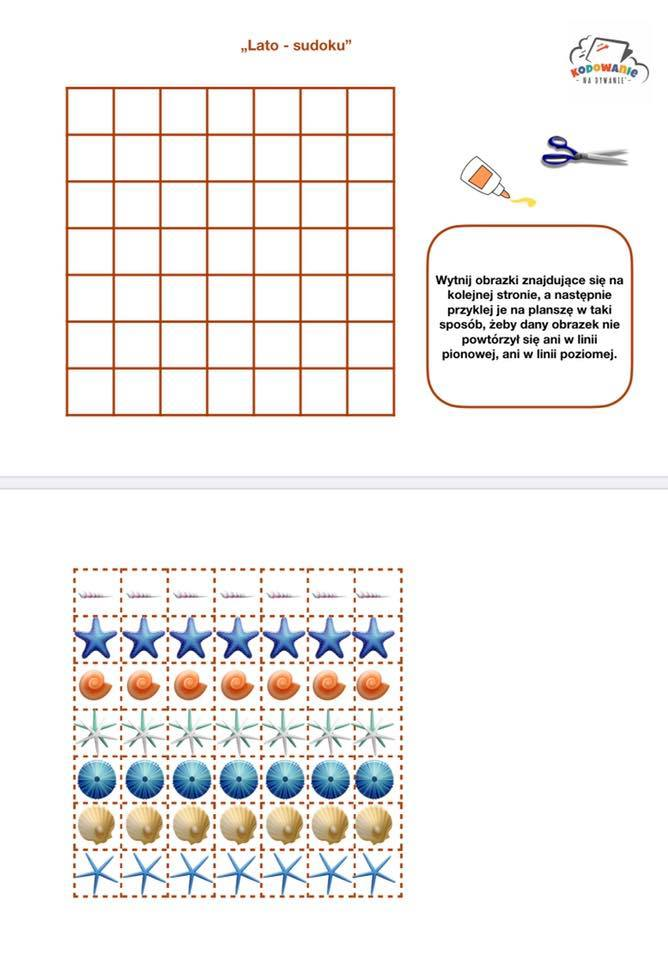 „Lato - sudoku”
KODOWANIE
- NA DYWANIE -
Wytnij obrazki znajdujące się na
kolejnej stronie, a następnie
przyklej je na planszę w taki
sposób, żeby dany obrazek nie
powtórzył się ani w linii
pionowej, ani w linii poziomej.